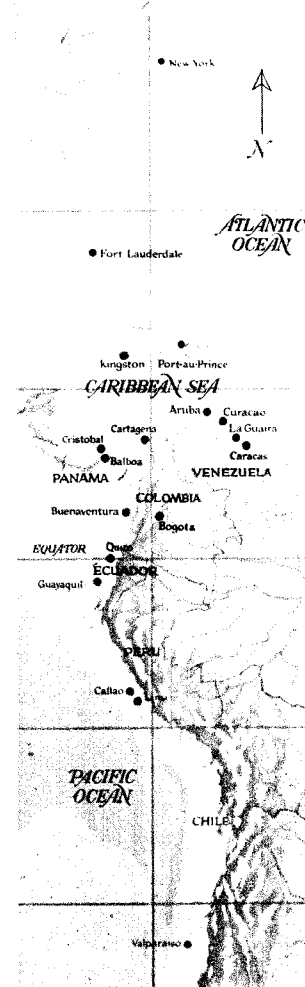 New York
N
ATLANTIC
OCEAN
Fort Lauderdale
Kingston
Port-au-Prince
CARIBBEAN SEA
Aruba
Curacao
La Guaira
Caracas
Cartagena
Cristobal
Balboa
PANAMA
VENEZUELA
COLOMBIA
Buenaventura
Bogota
EQUATOR
Quito
ECUADOR
Guayaquil
PERU
Callao
Lima
PACIFIC
OCEAN
CHILE
Valparaiso